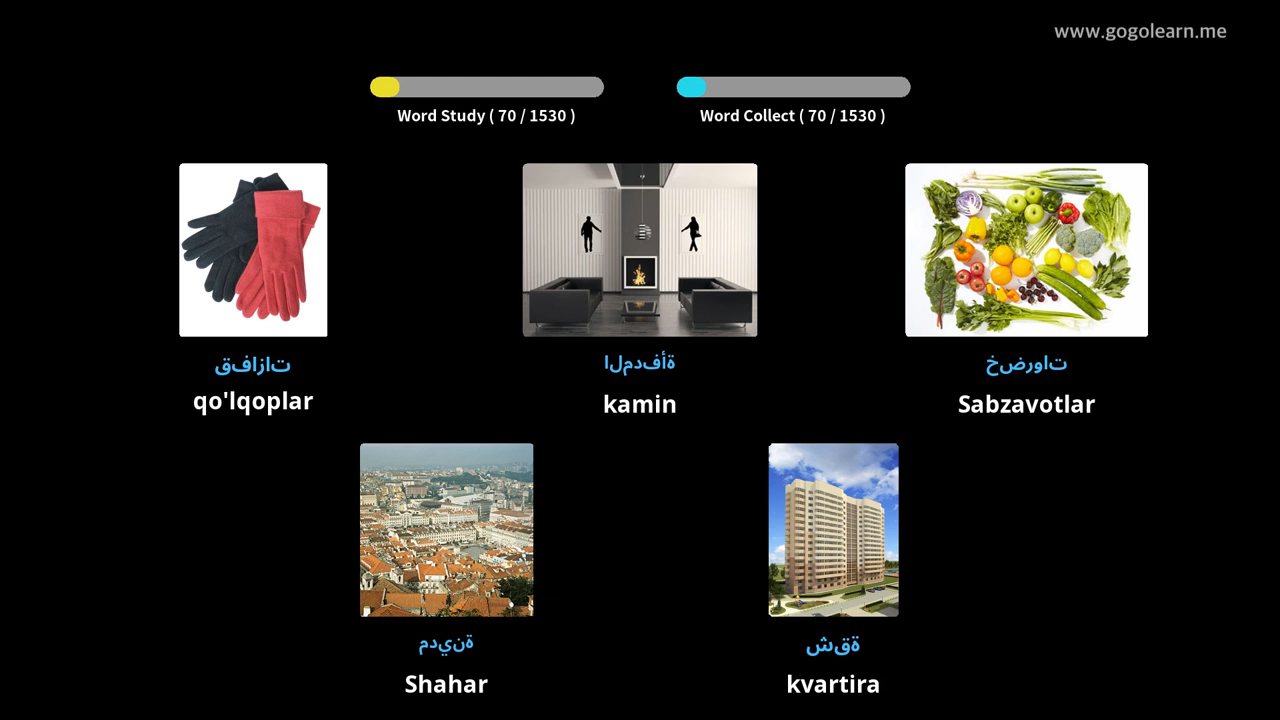 www.gogolearn.me
Word Study ( 70 / 1530 )
Word Collect ( 70 / 1530 )
قفازات
المدفأة
خضروات
qo'lqoplar
kamin
Sabzavotlar
مدينة
شقة
Shahar
kvartira